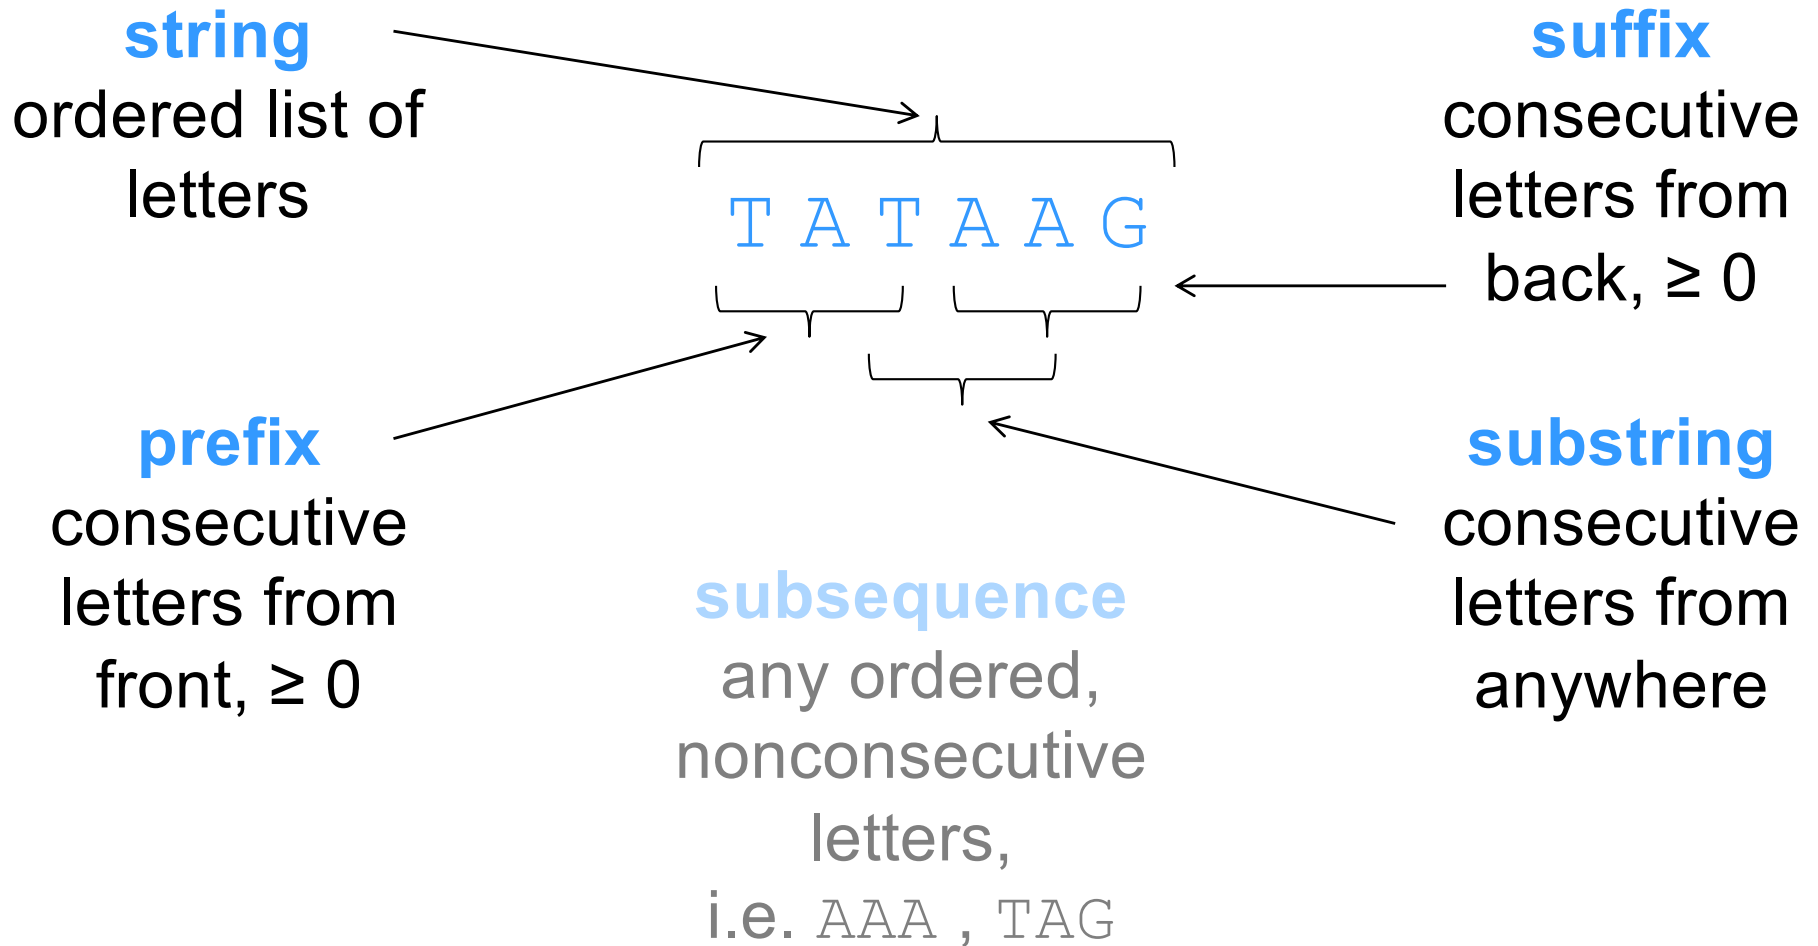 string
ordered list of
letters
T A T A A G
suffix
consecutive
letters from
back, ≥ 0
prefix
consecutive
letters from
front, ≥ 0
subsequence
any ordered,
nonconsecutive
letters,
i.e. AAA , TAG
substring
consecutive
letters from
anywhere